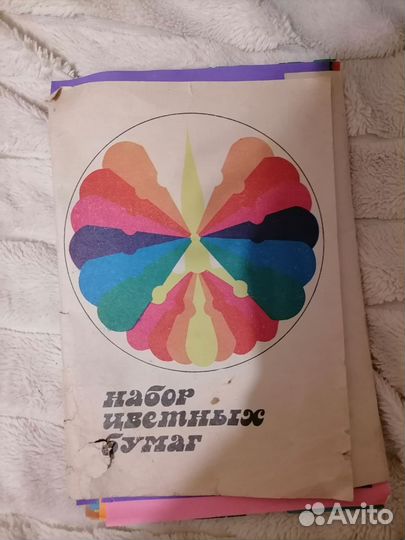 набор
цветных
бумаг
Avito